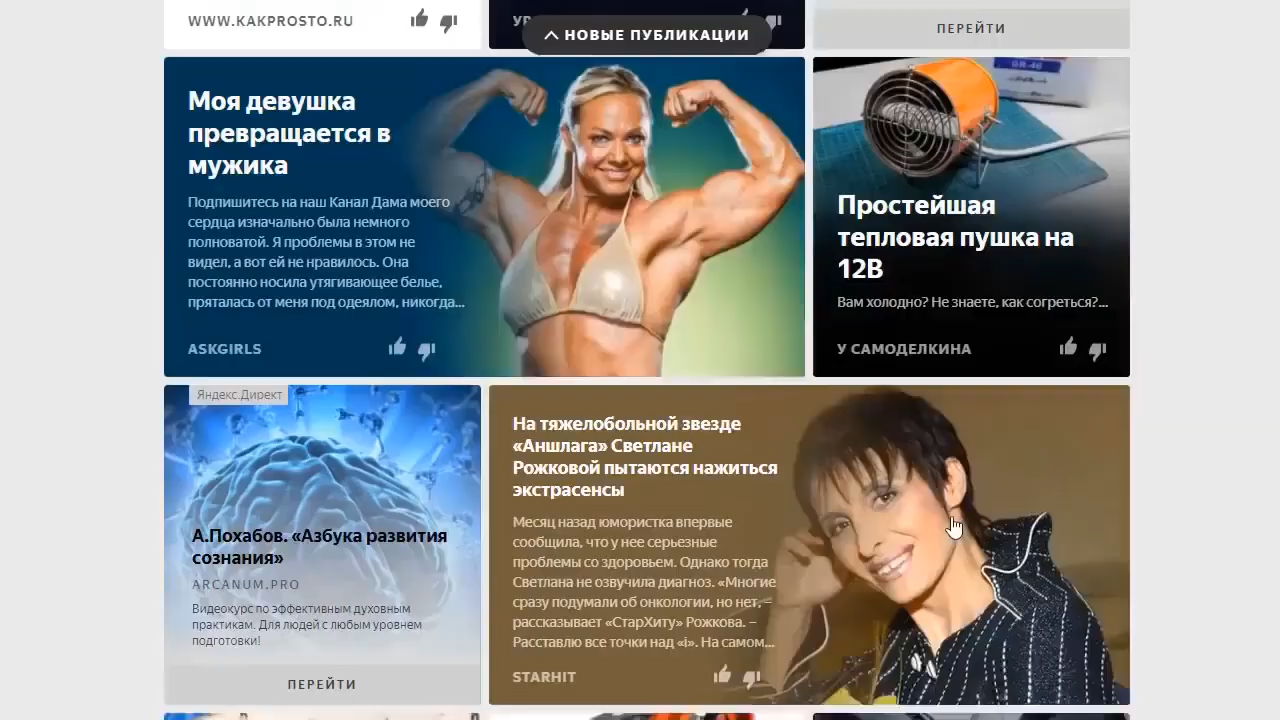 WWW.KAKPROSTO.RU
НОВЫЕ ПУБЛИКАЦИИ
ПЕРЕЙТИ
Моя девушка
превращается в
мужика
Подпишитесь на наш Канал Дама моего
сердца изначально была немного
полноватой. Я проблемы в этом не
видел, а вот ей не нравилось. Она
постоянно носила утягивающее белье,
пряталась от меня под одеялом, никогда...
ASKGIRLS
GR-46
Простейшая
тепловая пушка на
12В
Вам холодно? Не знаете, как согреться?...
У САМОДЕЛКИНА
Яндекс.Директ
А.Похабов. «Азбука развития
сознания»
ARCANUM.PRO
Видеокурс по эффективным духовным
практикам. Для людей с любым уровнем
подготовки!
ПЕРЕЙТИ
На тяжелобольной звезде
«Аншлага» Светлане
Рожковой пытаются нажиться
экстрасенсы
Месяц назад юмористка впервые
сообщила, что у нее серьезные
проблемы со здоровьем. Однако тогда
Светлана не озвучила диагноз. «Многие
сразу подумали об онкологии, но нет, –
рассказывает «СтарХиту» Рожкова. –
Расставлю все точки над «i». На самом...
STARHIT